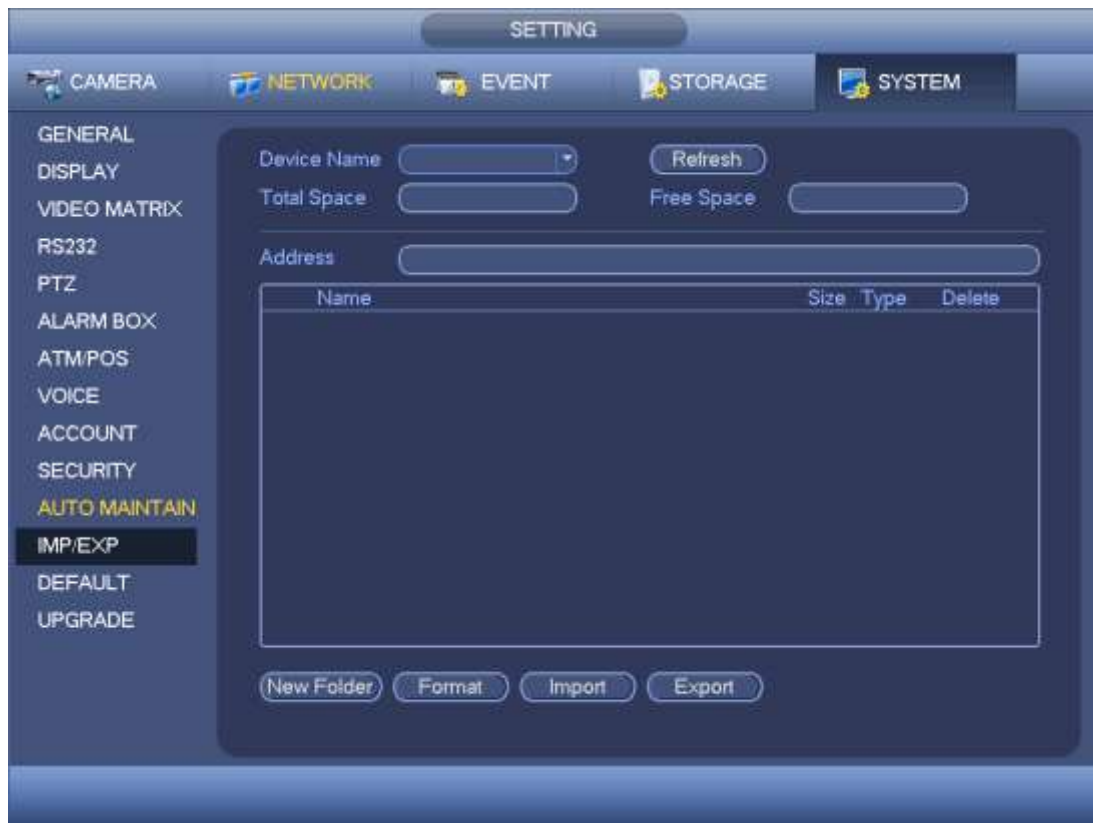 SETTING
CAMERA NETWORK EVENT STORAGE SYSTEM
GENERAL
DISPLAY
VIDEO MATRIX
RS232
PTZ
ALARM BOX
ATM/POS
VOICE
ACCOUNT
SECURITY
AUTO MAINTAIN
IMP/EXP
DEFAULT
UPGRADE
Device Name Refresh
Total Space Free Space
Address
Name Size Type Delete
New Folder Format Import Export